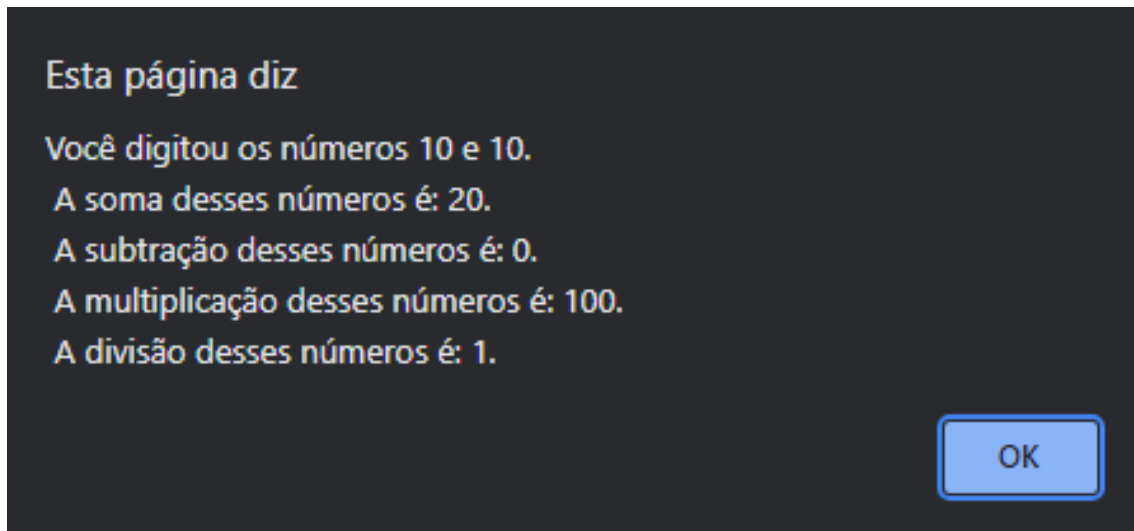 Esta página diz
Você digitou os números 10 e 10.
A soma desses números é: 20.
A subtração desses números é: 0.
A multiplicação desses números é: 100.
A divisão desses números é: 1.
OK